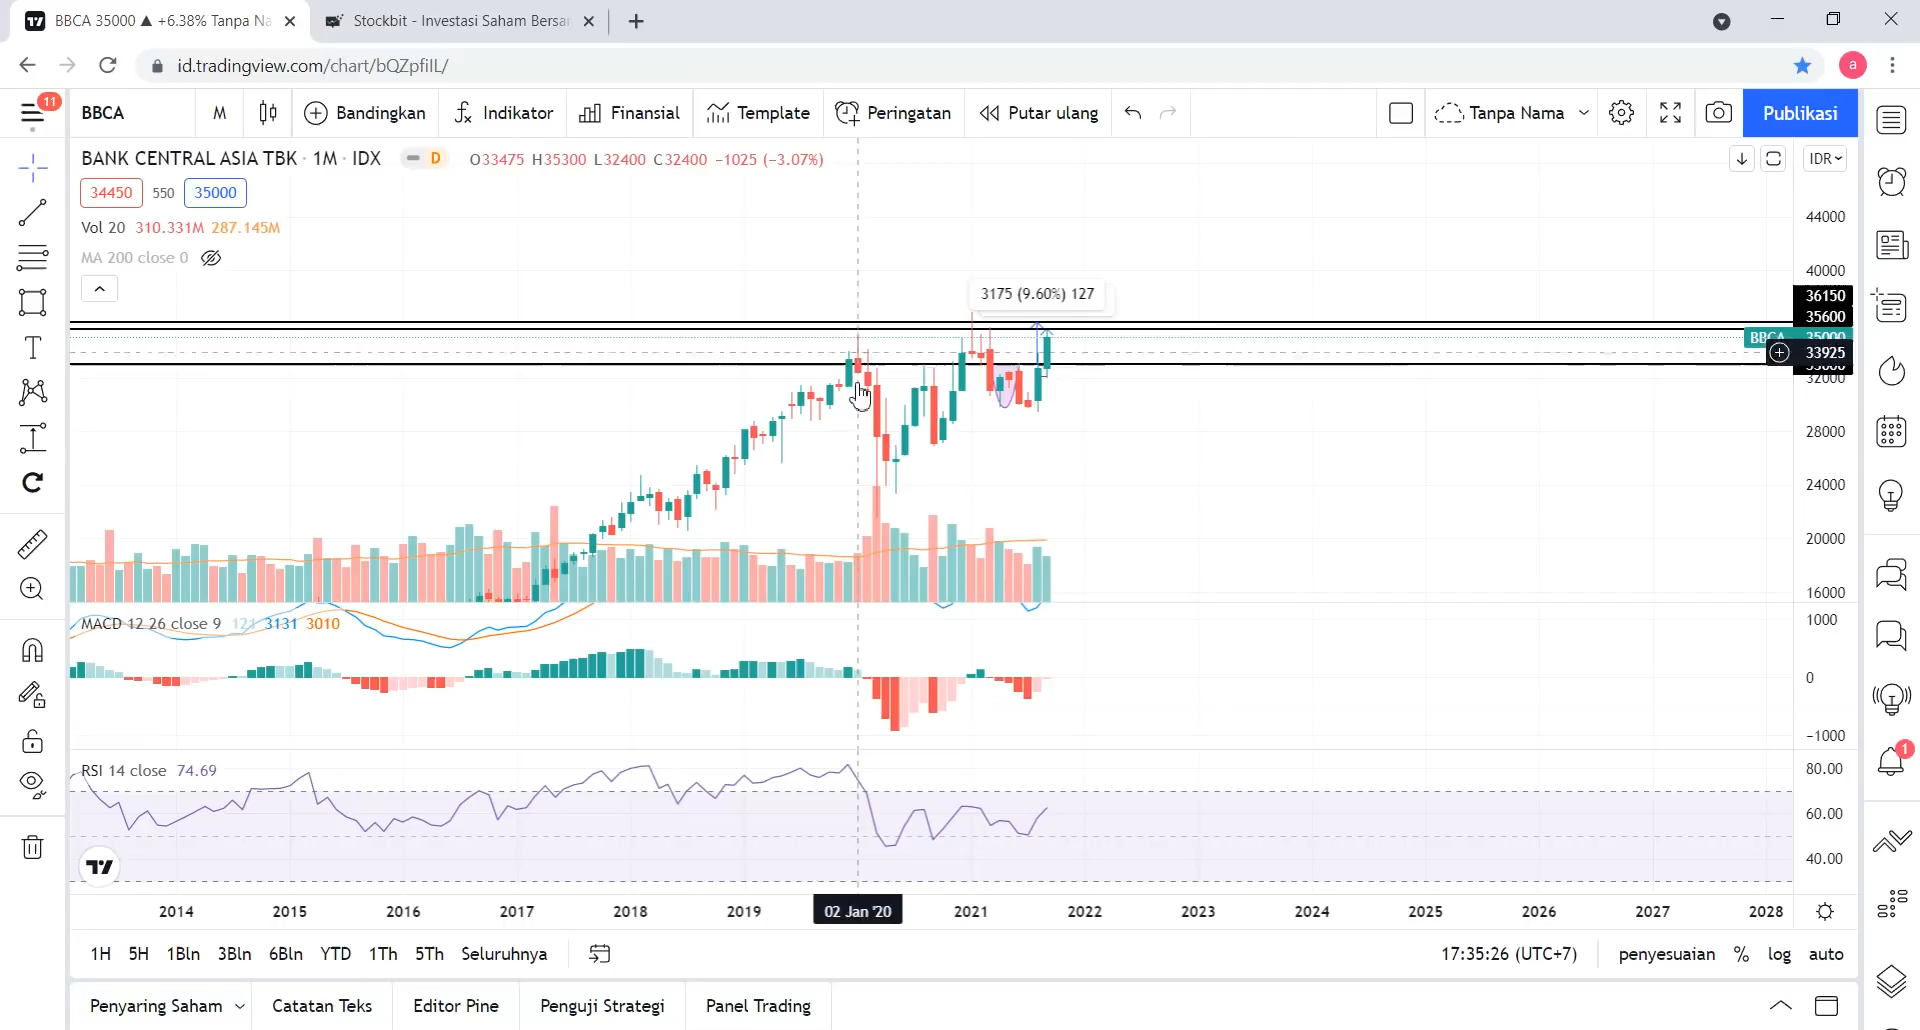 BBCA 35000 ▲ +6.38% Tanpa Na
Stockbit - Investasi Saham Bersan
id.tradingview.com/chart/bQZpfiIL/
a
11
BBCA
M
Bandingkan
Indikator
Finansial
Template
Peringatan
Putar ulang
Tanpa Nama
Publikasi
BANK CENTRAL ASIA TBK · 1M · IDX
D
O33475 H35300 L32400 C32400 −1025 (−3.07%)
IDR
34450
550
35000
Vol 20 310.331M 287.145M
MA 200 close 0
3175 (9.60%) 127
44000
40000
36150
35600
BBCA 35000
33925
32000
28000
24000
20000
16000
MACD 12 26 close 9 121 3131 3010
1000
0
−1000
RSI 14 close 74.69
80.00
60.00
40.00
1
2014
2015
2016
2017
2018
2019
02 Jan '20
2021
2022
2023
2024
2025
2026
2027
2028
1H
5H
1Bln
3Bln
6Bln
YTD
1Th
5Th
Seluruhnya
17:35:26 (UTC+7)
penyesuaian
%
log
auto
Penyaring Saham
Catatan Teks
Editor Pine
Penguji Strategi
Panel Trading